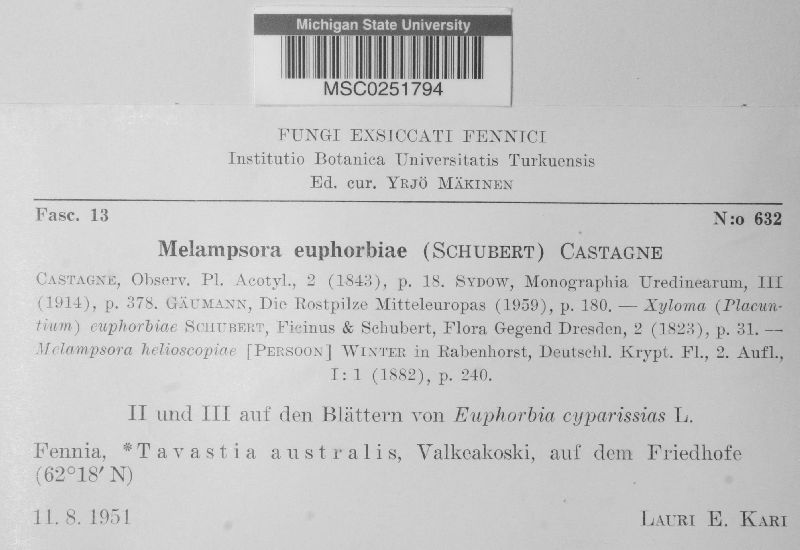 Michigan State University
MSC0251794
FUNGI EXSICCATI FENNICI
Institutio Botanica Universitatis Turkuensis
Ed. cur. YRJÖ MÄKINEN
Fasc. 13 N:o 632
Melampsora euphorbiae (SCHUBERT) CASTAGNE
CASTAGNE, Observ. Pl. Acotyl., 2 (1843), p. 18. SYDOW, Monographia Uredinearum, III
(1914), p. 378. GÄUMANN, Die Rostpilze Mitteleuropas (1959), p. 180. — Xyloma (Placun-
tium) euphorbiae SCHUBERT, Ficinus & Schubert, Flora Gegend Dresden, 2 (1823), p. 31. —
Melampsora helioscopiae [PERSOON] WINTER in Rabenhorst, Deutschl. Krypt. Fl., 2. Aufl.,
I: 1 (1882), p. 240.
II und III auf den Blättern von Euphorbia cyparissias L.
Fennia, *Tavastia australis, Valkeakoski, auf dem Friedhofe
(62°18′ N)
11. 8. 1951 LAURI E. KARI